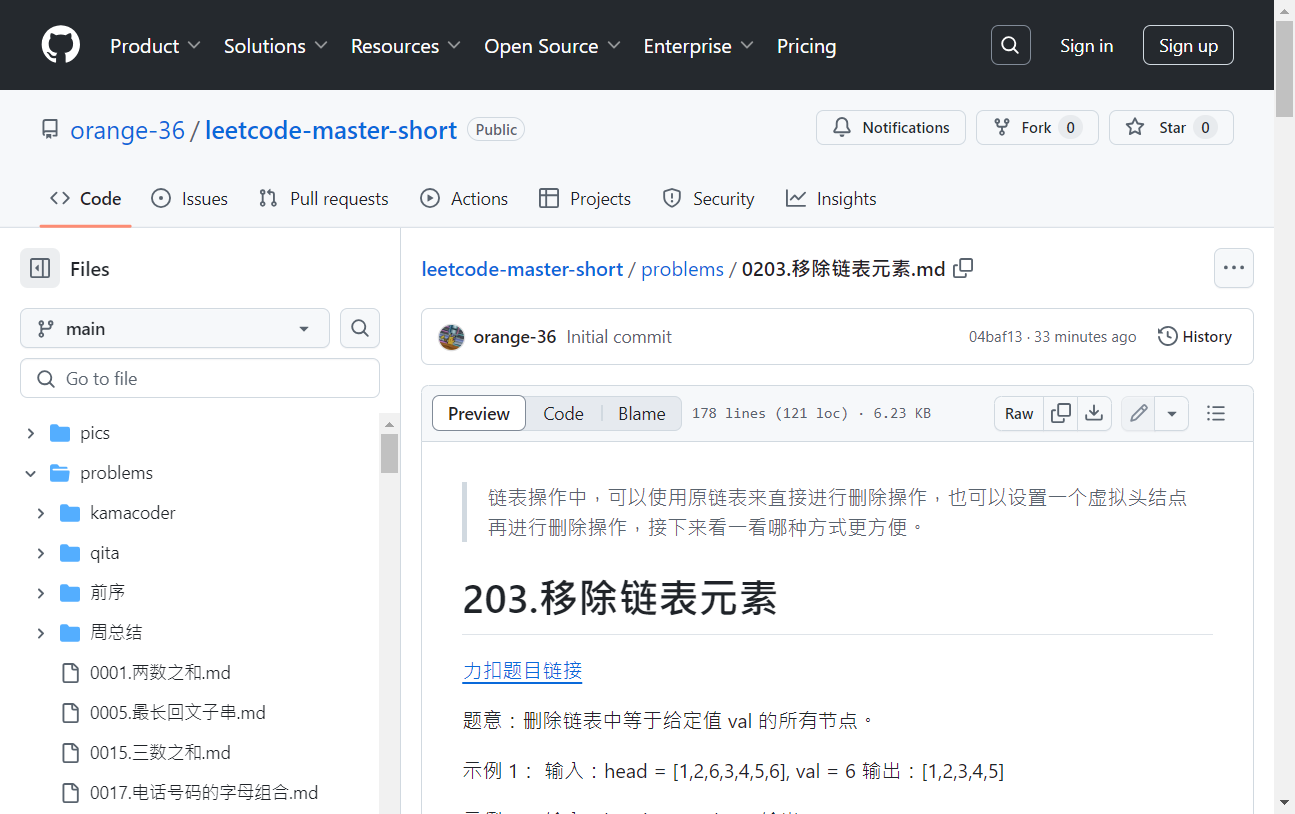 Product Solutions Resources Open Source Enterprise Pricing Sign in Sign up
orange-36 / leetcode-master-short Public Notifications Fork 0 Star 0
Code Issues Pull requests Actions Projects Security Insights
Files
main
Go to file
pics
problems
kamacoder
qita
前序
周总结
0001.两数之和.md
0005.最长回文子串.md
0015.三数之和.md
0017.电话号码的字母组合.md
leetcode-master-short / problems / 0203.移除链表元素.md
orange-36 Initial commit 04baf13 · 33 minutes ago History
Preview Code Blame 178 lines (121 loc) · 6.23 KB Raw
链表操作中，可以使用原链表来直接进行删除操作，也可以设置一个虚拟头结点
再进行删除操作，接下来看一看哪种方式更方便。
203.移除链表元素
力扣题目链接
题意：删除链表中等于给定值 val 的所有节点。
示例 1： 输入：head = [1,2,6,3,4,5,6], val = 6 输出：[1,2,3,4,5]